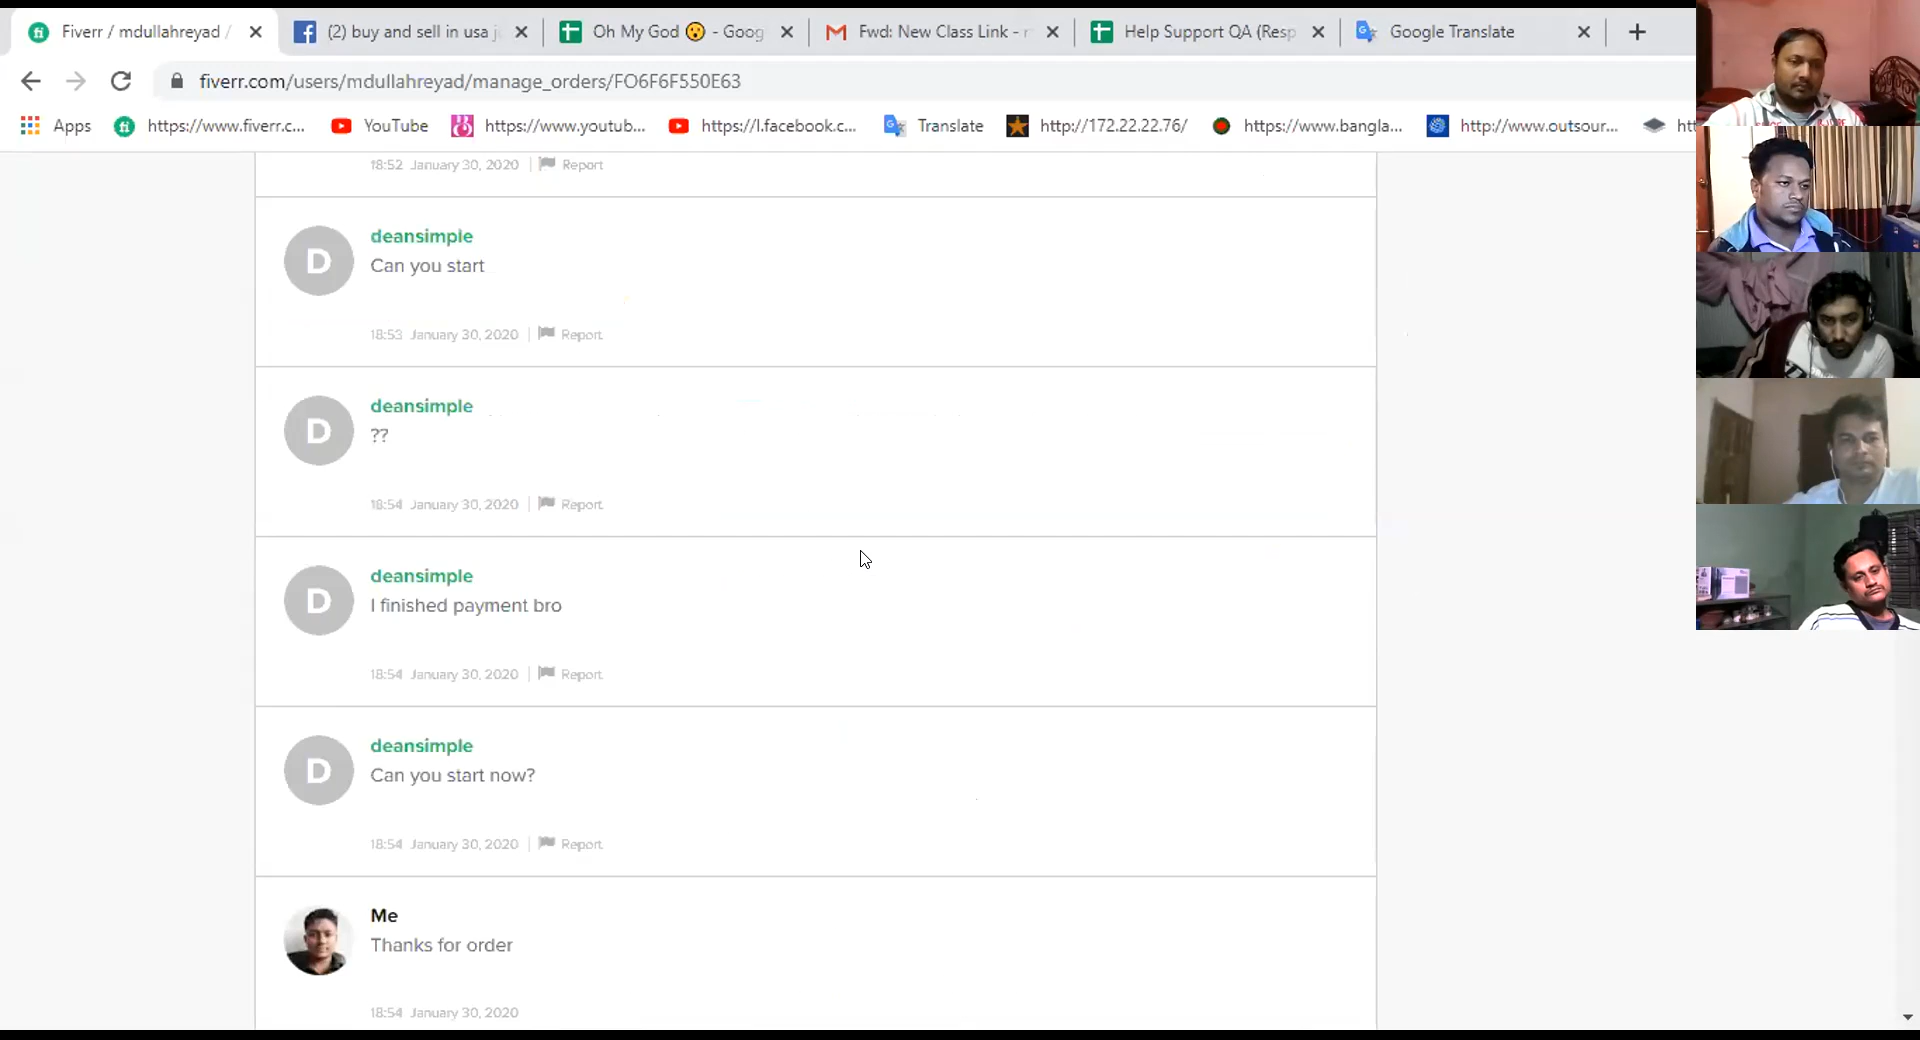 Fiverr / mdullahreyad /
(2) buy and sell in usa
Oh My God 😮 - Goog
Fwd: New Class Link -
Help Support QA (Resp
Google Translate
fiverr.com/users/mdullahreyad/manage_orders/FO6F6F550E63
Apps
https://www.fiverr.c...
YouTube
https://www.youtub...
https://l.facebook.c...
Translate
http://172.22.22.76/
https://www.bangla...
http://www.outsour...
18:52 January 30, 2020 | Report
D
deansimple
Can you start
18:53 January 30, 2020 | Report
D
deansimple
??
18:54 January 30, 2020 | Report
D
deansimple
I finished payment bro
18:54 January 30, 2020 | Report
D
deansimple
Can you start now?
18:54 January 30, 2020 | Report
Me
Thanks for order
18:54 January 30, 2020